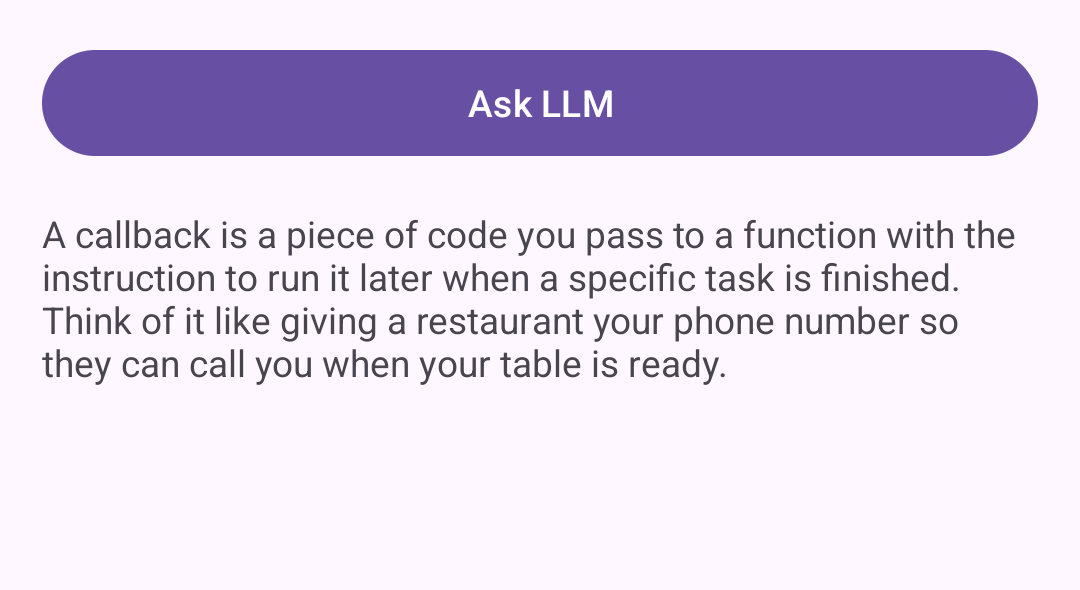 Ask LLM
A callback is a piece of code you pass to a function with the
instruction to run it later when a specific task is finished.
Think of it like giving a restaurant your phone number so
they can call you when your table is ready.